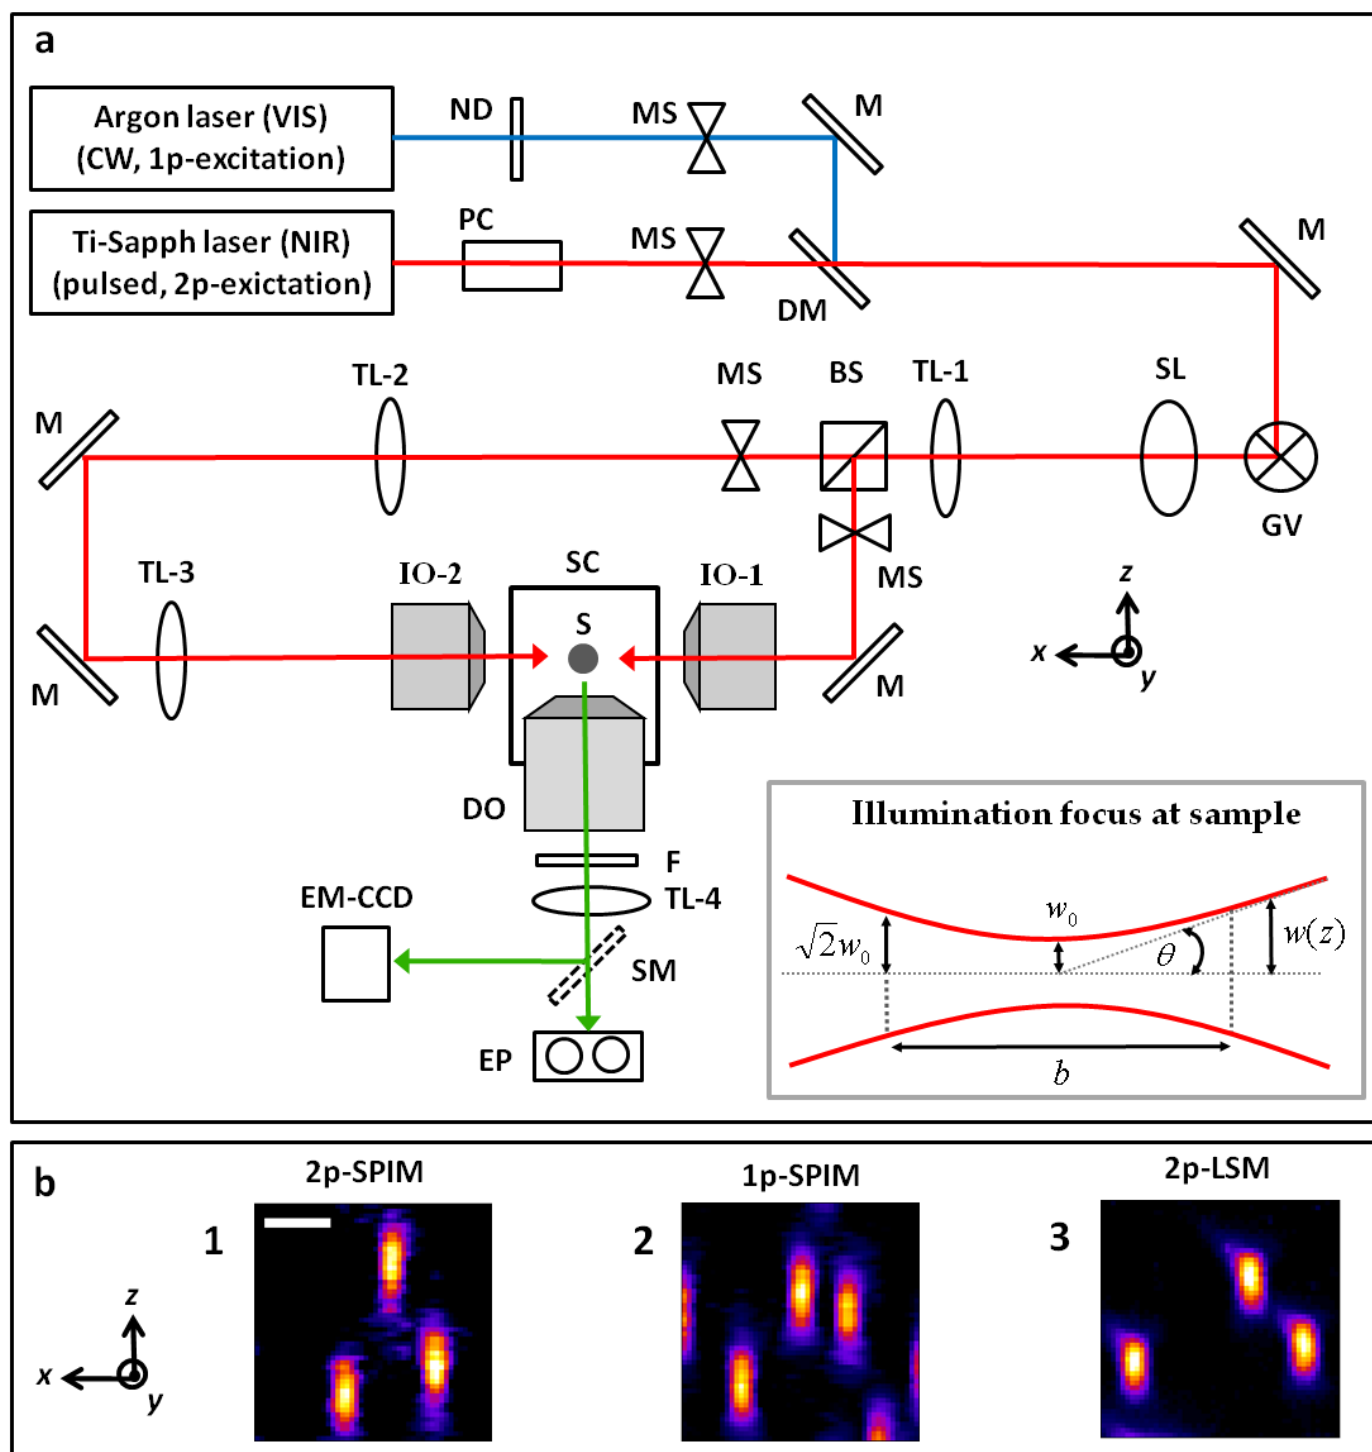 a
Argon laser (VIS)
(CW, 1p-excitation)
ND
MS
M
Ti-Sapph laser (NIR)
(pulsed, 2p-exictation)
PC
MS
DM
M
TL-2
MS
BS
TL-1
SL
M
GV
TL-3
IO-2
SC
IO-1
MS
S
M
M
z
x
y
DO
F
TL-4
EM-CCD
SM
EP
Illumination focus at sample
w₀
√2w₀
θ
w(z)
b
b
2p-SPIM
1p-SPIM
2p-LSM
1
2
3
z
x
y